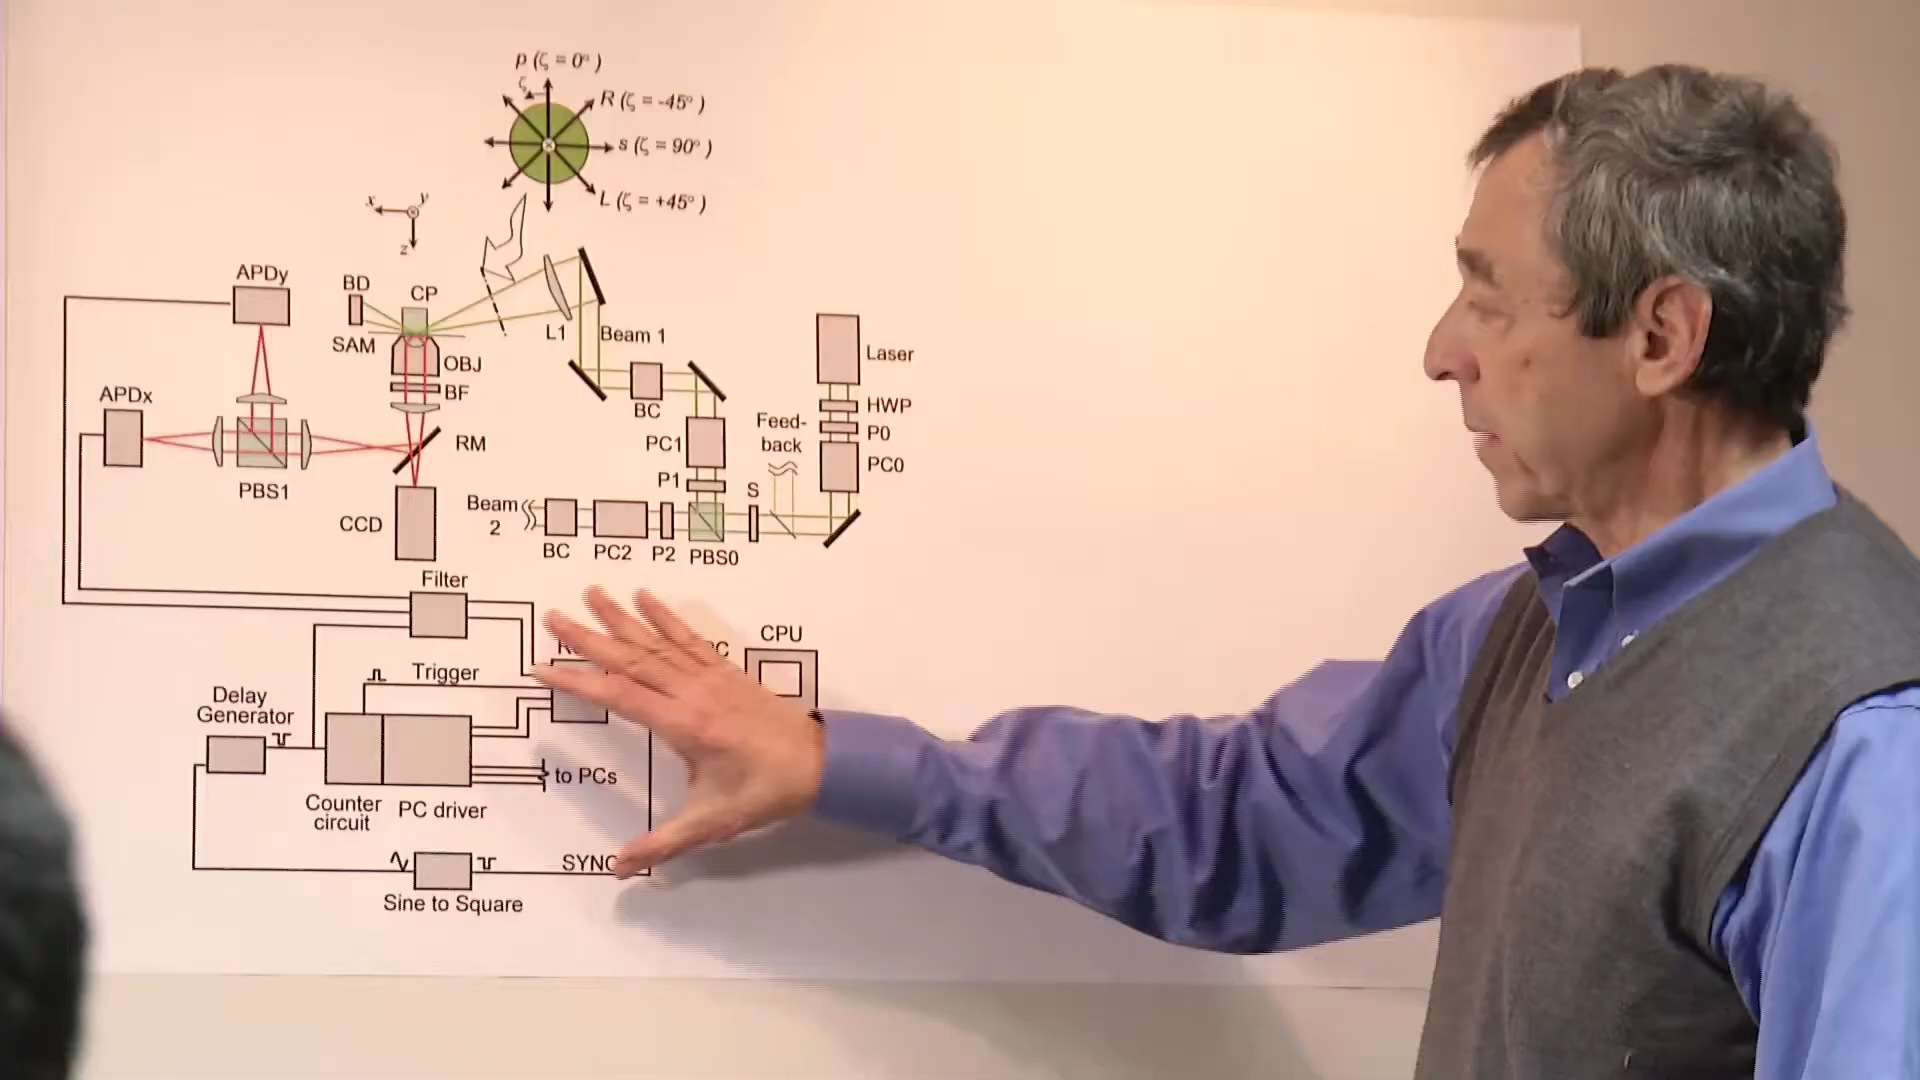 p (ζ = 0° )
ζ
R (ζ = -45° )
s (ζ = 90° )
L (ζ = +45° )
x
y
z
APDy
BD
CP
SAM
L1
Beam 1
OBJ
Laser
BF
APDx
BC
HWP
Feed-
back
P0
RM
PC1
PC0
P1
PBS1
S
Beam
2
CCD
BC
PC2
P2
PBS0
Filter
CPU
Trigger
Delay
Generator
to PCs
Counter
circuit
PC driver
SYNC
Sine to Square